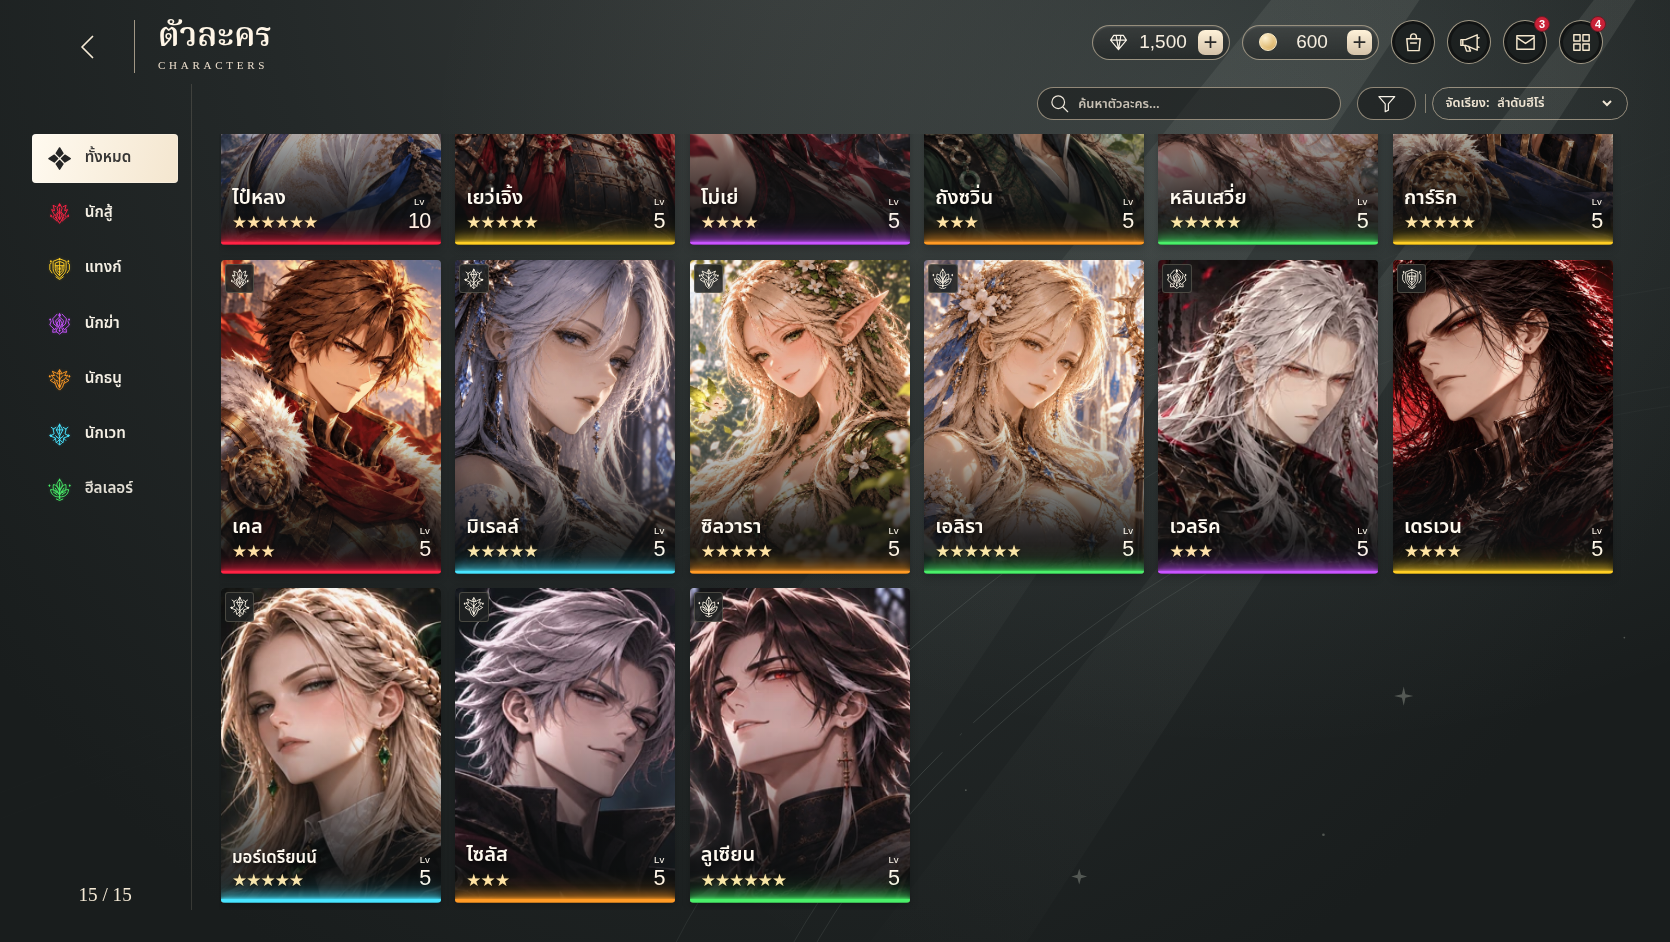 ตัวละคร
CHARACTERS
1,500
600
3
4
ค้นหาตัวละคร...
จัดเรียง: ลำดับฮีโร่
ทั้งหมด
นักสู้
แทงก์
นักฆ่า
นักธนู
นักเวท
ฮีลเลอร์
15 / 15
ไป๋หลง
Lv
10
เยว่เจิ้ง
Lv
5
โม่เย่
Lv
5
ถังซวิ่น
Lv
5
หลินเสวี่ย
Lv
5
การ์ริก
Lv
5
เคล
Lv
5
มิเรลล์
Lv
5
ซิลวารา
Lv
5
เอลิรา
Lv
5
เวลริค
Lv
5
เดรเวน
Lv
5
มอร์เดรียนน์
Lv
5
ไซลัส
Lv
5
ลูเซียน
Lv
5